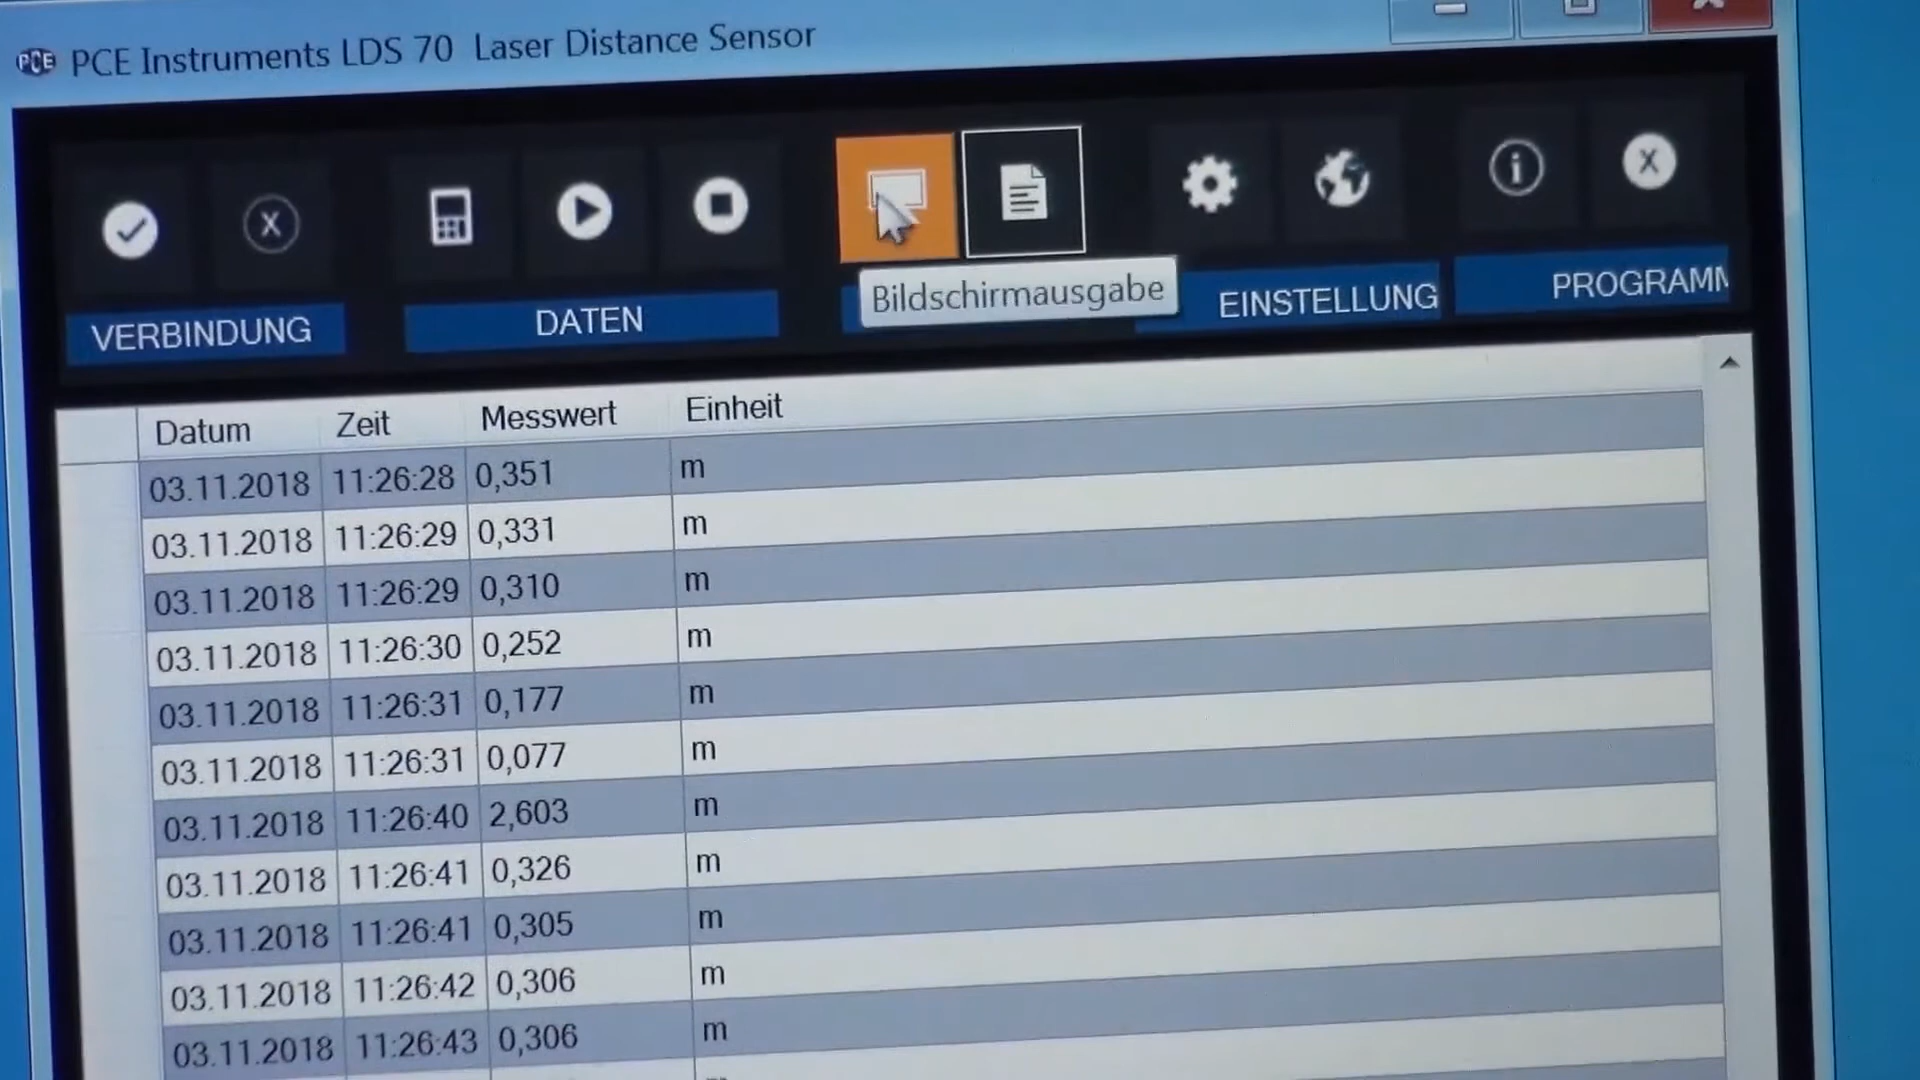 PCE PCE Instruments LDS 70 Laser Distance Sensor
VERBINDUNG DATEN Bildschirmausgabe EINSTELLUNG PROGRAMM
Datum Zeit Messwert Einheit
03.11.2018 11:26:28 0,351 m
03.11.2018 11:26:29 0,331 m
03.11.2018 11:26:29 0,310 m
03.11.2018 11:26:30 0,252 m
03.11.2018 11:26:31 0,177 m
03.11.2018 11:26:31 0,077 m
03.11.2018 11:26:40 2,603 m
03.11.2018 11:26:41 0,326 m
03.11.2018 11:26:41 0,305 m
03.11.2018 11:26:42 0,306 m
03.11.2018 11:26:43 0,306 m